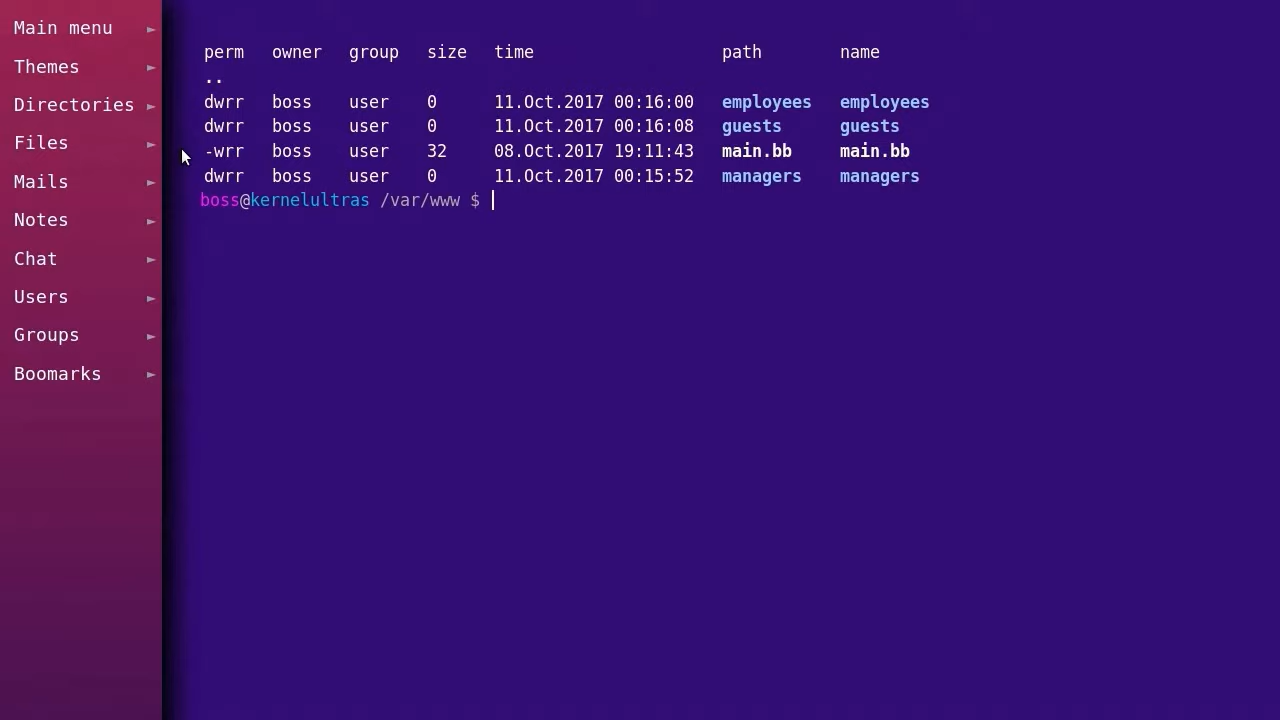 Main menu ►
Themes ►
Directories ►
Files ►
Mails ►
Notes ►
Chat ►
Users ►
Groups ►
Boomarks ►
perm owner group size time path name
..
dwrr boss user 0 11.Oct.2017 00:16:00 employees employees
dwrr boss user 0 11.Oct.2017 00:16:08 guests guests
-wrr boss user 32 08.Oct.2017 19:11:43 main.bb main.bb
dwrr boss user 0 11.Oct.2017 00:15:52 managers managers
boss@kernelultras /var/www $